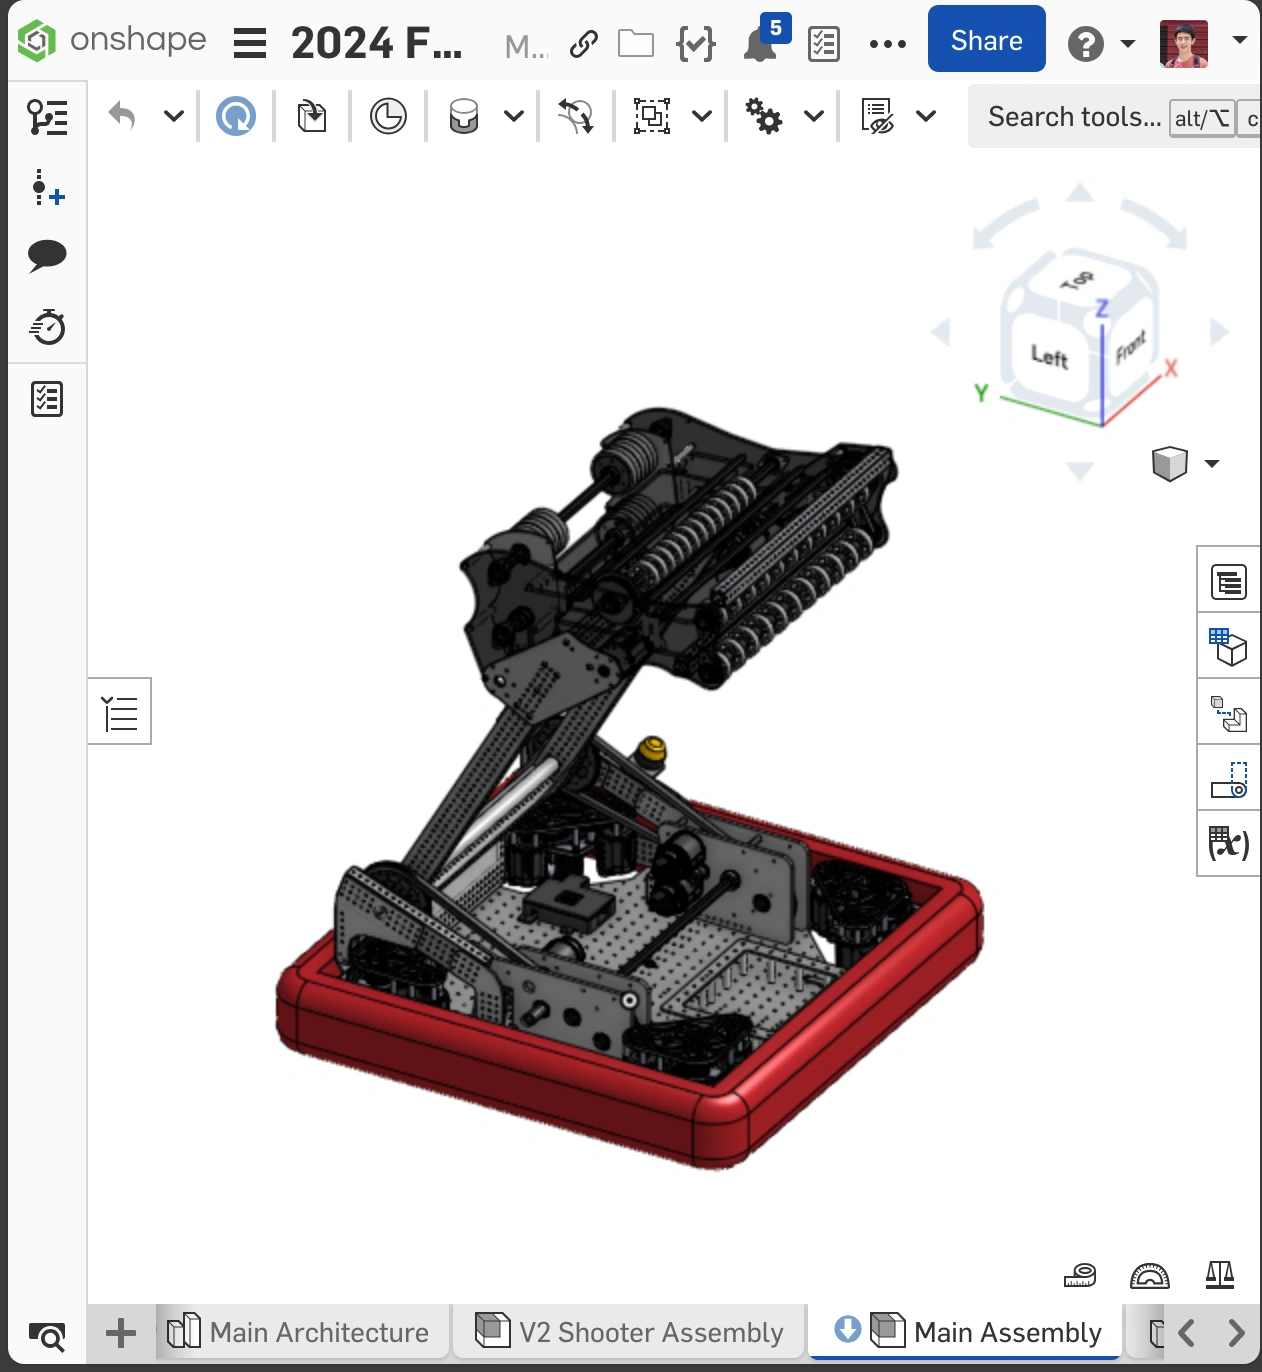 onshape
2024 F...
M...
5
Share
Search tools... alt/⌥ c
Top
Left
Front
Z
X
Y
(x)
Main Architecture
V2 Shooter Assembly
Main Assembly